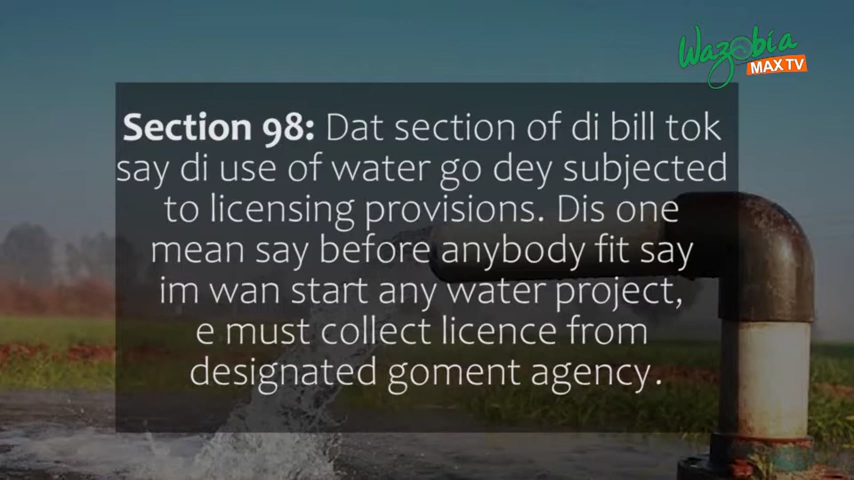 Wazobia
MAX TV
Section 98: Dat section of di bill tok
say di use of water go dey subjected
to licensing provisions. Dis one
mean say before anybody fit say
im wan start any water project,
e must collect licence from
designated goment agency.